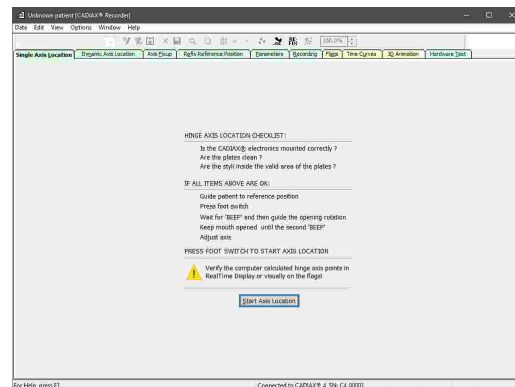 Unknown patient [CADIAX® Recorder]
Data Edit View Options Window Help
150.0%
Single Axis Location Dynamic Axis Location Axis Fixup Refix Reference Position Parameters Recording Flags Time Curves 3D Animation Hardware Test
HINGE AXIS LOCATION CHECKLIST:
Is the CADIAX® electronics mounted correctly ?
Are the plates clean ?
Are the styli inside the valid area of the plates ?
IF ALL ITEMS ABOVE ARE OK:
Guide patient to reference position
Press foot switch
Wait for 'BEEP' and then guide the opening rotation
Keep mouth opened until the second 'BEEP'
Adjust axis
PRESS FOOT SWITCH TO START AXIS LOCATION
Verify the computer calculated hinge axis points in
RealTime Display or visually on the flags!
Start Axis Location
For Help, press F1 Connected to CADIAX® 4 SN: C4 00001